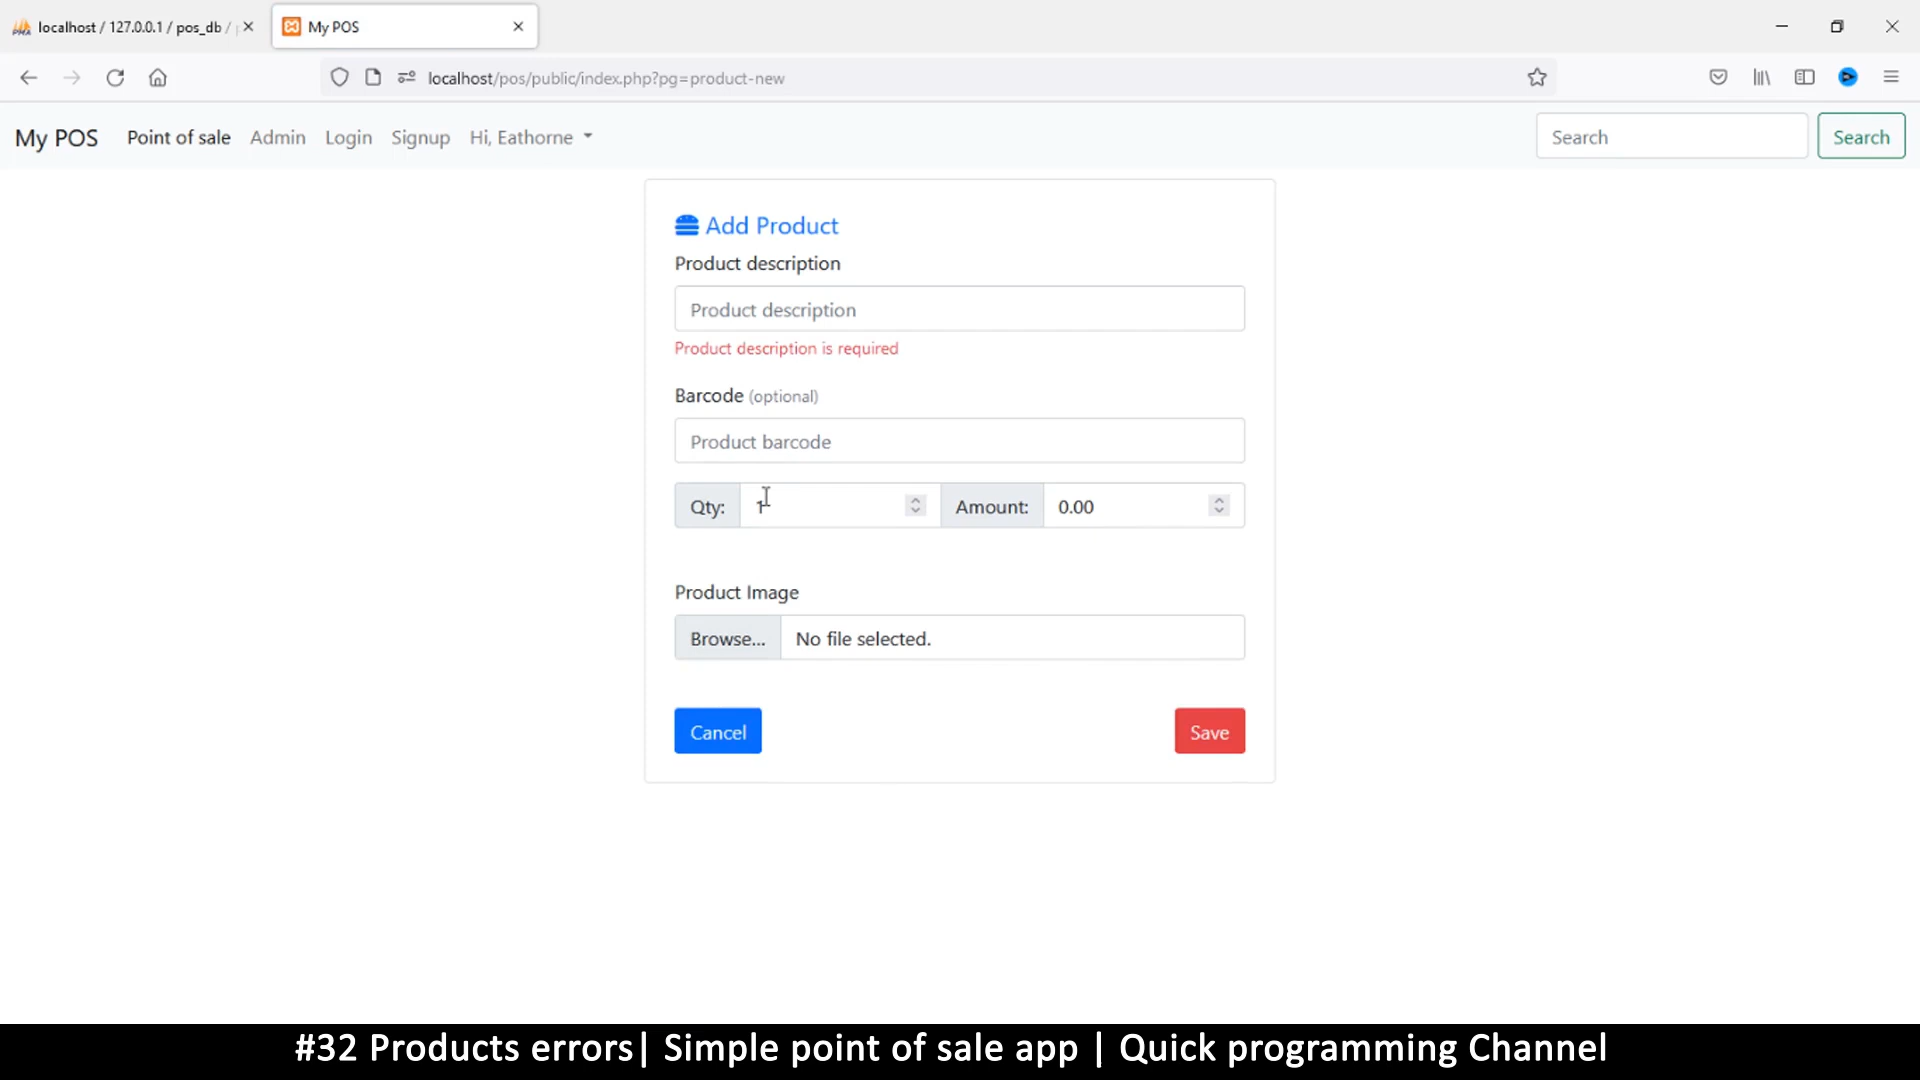 localhost / 127.0.0.1 / pos_db /
My POS
localhost/pos/public/index.php?pg=product-new
My POS Point of sale Admin Login Signup Hi, Eathorne Search Search
Add Product
Product description
Product description
Product description is required
Barcode (optional)
Product barcode
Qty: 1 Amount: 0.00
Product Image
Browse... No file selected.
Cancel Save
#32 Products errors| Simple point of sale app | Quick programming Channel